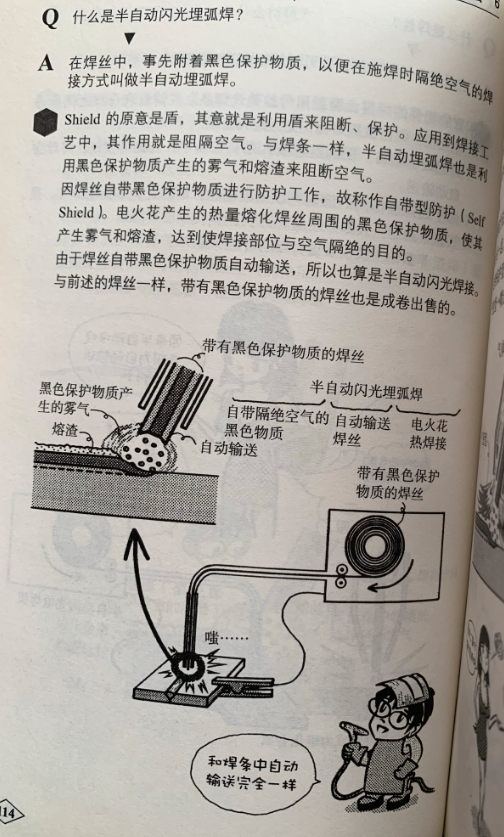 Q 什么是半自动闪光埋弧焊？
A 在焊丝中，事先附着黑色保护物质，以便在施焊时隔绝空气的焊
接方式叫做半自动埋弧焊。
Shield 的原意是盾，其意就是利用盾来阻断、保护。应用到焊接工
艺中，其作用就是阻隔空气。与焊条一样，半自动埋弧焊也是利
用黑色保护物质产生的雾气和熔渣来阻断空气。
因焊丝自带黑色保护物质进行防护工作，故称作自带型防护（Self
Shield）。电火花产生的热量熔化焊丝周围的黑色保护物质，使其
产生雾气和熔渣，达到使焊接部位与空气隔绝的目的。
由于焊丝自带黑色保护物质自动输送，所以也算是半自动闪光焊接。
与前述的焊丝一样，带有黑色保护物质的焊丝也是成卷出售的。
带有黑色保护物质的焊丝
黑色保护物质产
生的雾气
熔渣
自动输送
半自动闪光埋弧焊
自带隔绝空气的
黑色物质
自动输送
焊丝
电火花
热焊接
带有黑色保护
物质的焊丝
嗤……
和焊条中自动
输送完全一样
114